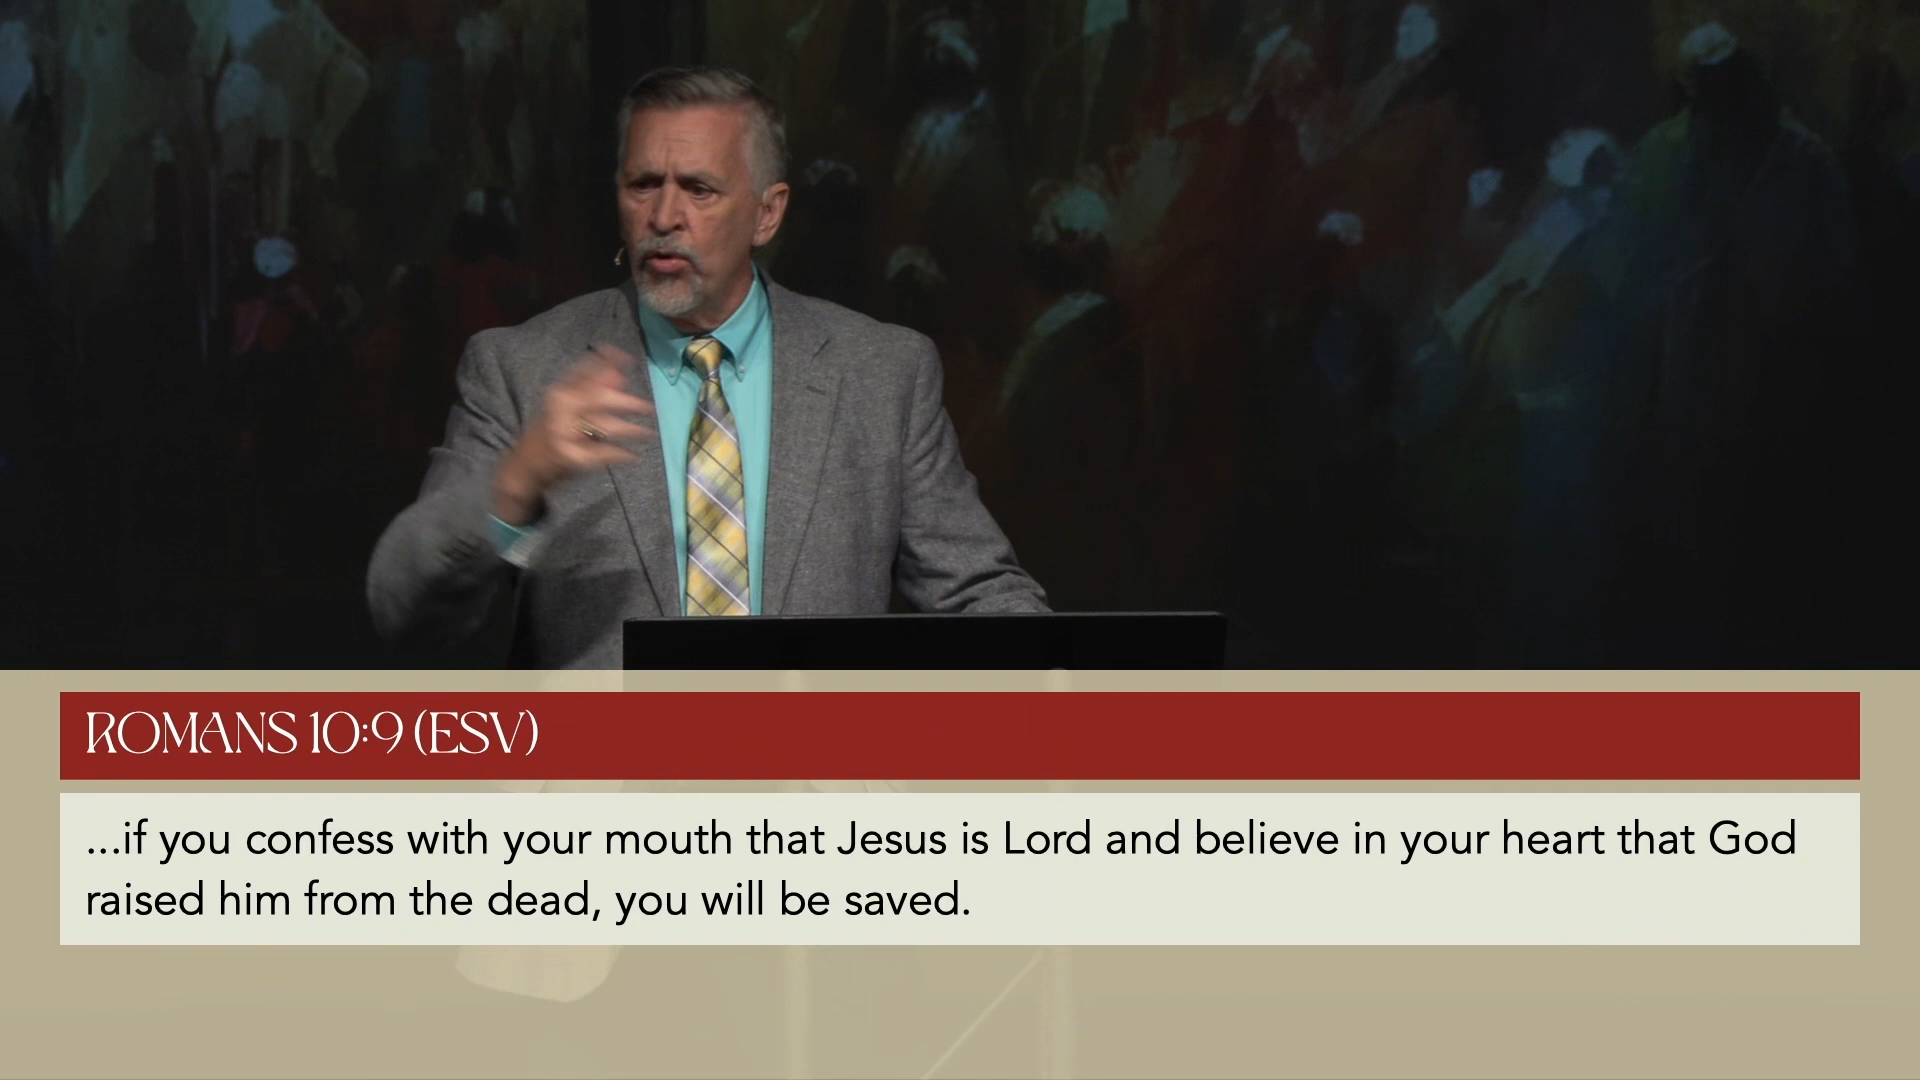 ROMANS 10:9 (ESV)
...if you confess with your mouth that Jesus is Lord and believe in your heart that God
raised him from the dead, you will be saved.